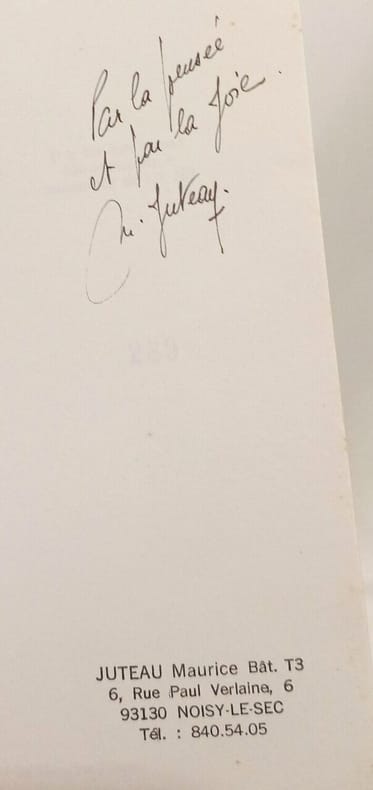 Par la pensée
et par la Joie.
M. Juteau.
JUTEAU Maurice Bât. T3
6, Rue Paul Verlaine, 6
93130 NOISY-LE-SEC
Tél. : 840.54.05